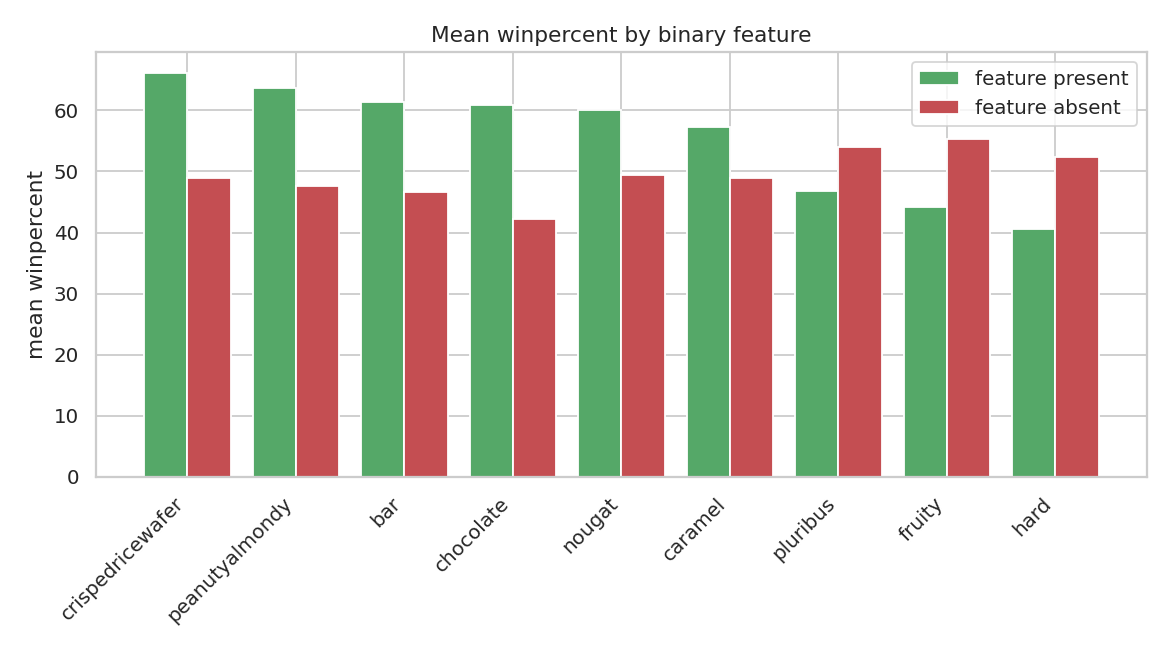 Mean winpercent by binary feature
feature present
feature absent
mean winpercent
60
50
40
30
20
10
0
crispedricewafer
peanutyalmondy
bar
chocolate
nougat
caramel
pluribus
fruity
hard